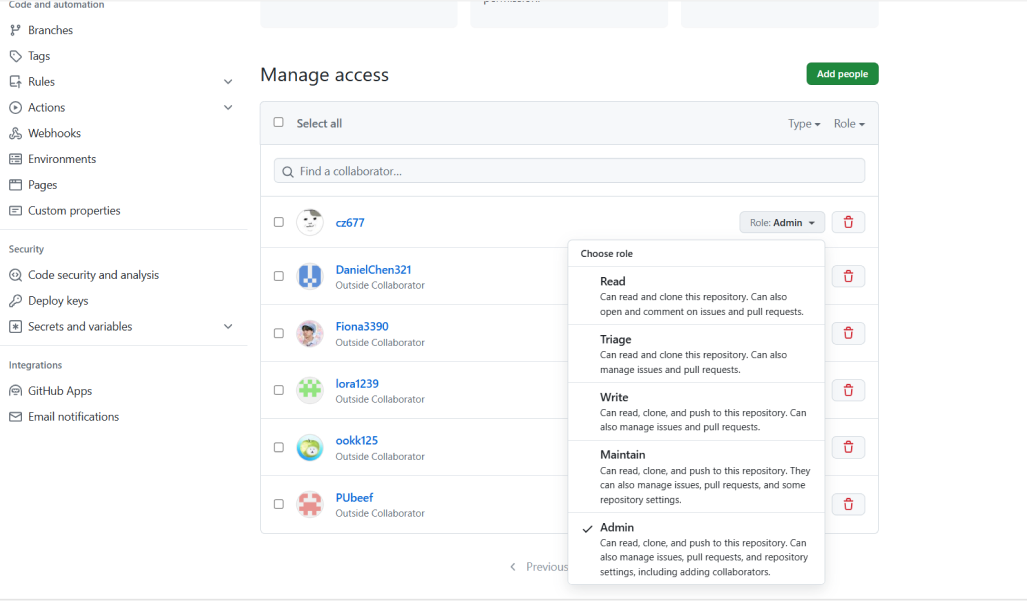 Code and automation
Branches
Tags
Rules
Actions
Webhooks
Environments
Pages
Custom properties
Security
Code security and analysis
Deploy keys
Secrets and variables
Integrations
GitHub Apps
Email notifications
Manage access
Add people
Select all
Type
Role
Find a collaborator...
cz677
Role: Admin
DanielChen321
Outside Collaborator
Fiona3390
Outside Collaborator
lora1239
Outside Collaborator
ookk125
Outside Collaborator
PUbeef
Outside Collaborator
Previous
Choose role
Read
Can read and clone this repository. Can also
open and comment on issues and pull requests.
Triage
Can read and clone this repository. Can also
manage issues and pull requests.
Write
Can read, clone, and push to this repository. Can
also manage issues and pull requests.
Maintain
Can read, clone, and push to this repository. They
can also manage issues, pull requests, and some
repository settings.
Admin
Can read, clone, and push to this repository. Can
also manage issues, pull requests, and repository
settings, including adding collaborators.